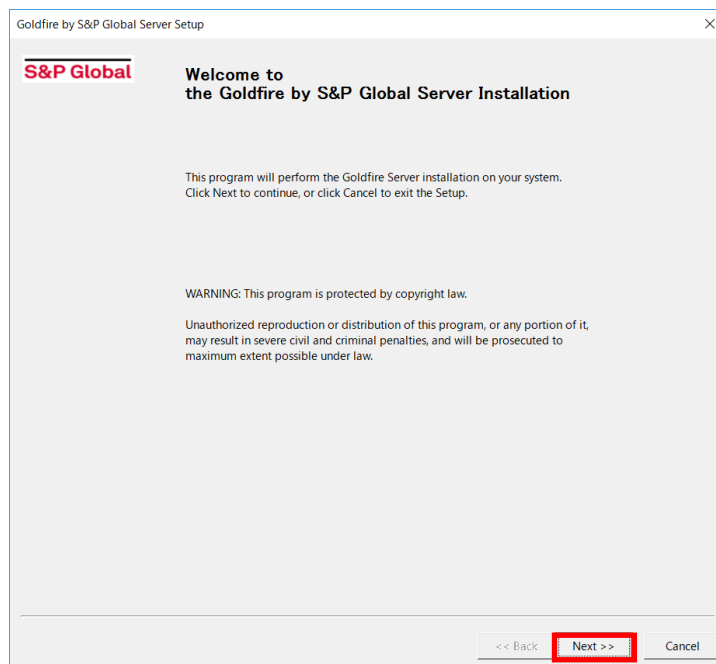 Goldfire by S&P Global Server Setup
S&P Global
Welcome to
the Goldfire by S&P Global Server Installation
This program will perform the Goldfire Server installation on your system.
Click Next to continue, or click Cancel to exit the Setup.
WARNING: This program is protected by copyright law.
Unauthorized reproduction or distribution of this program, or any portion of it,
may result in severe civil and criminal penalties, and will be prosecuted to
maximum extent possible under law.
<< Back Next >> Cancel